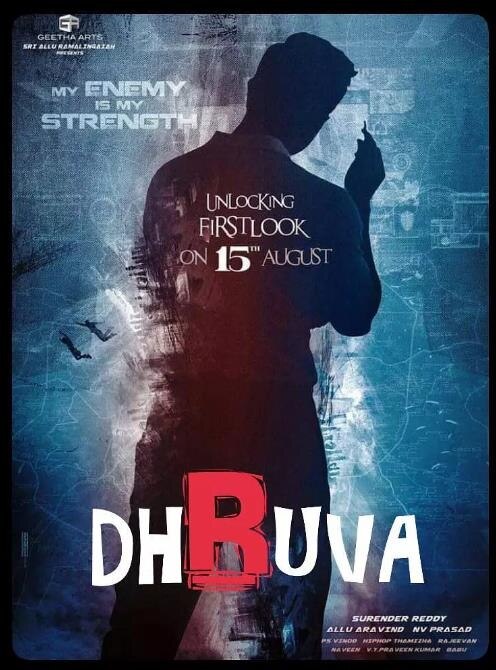 GA
GEETHA ARTS
SRI ALLU RAMALINGAIAH
PRESENTS
MY ENEMY
IS MY
STRENGTH
UNLOCKING
FIRSTLOOK
ON 15TH AUGUST
DHRUVA
SURENDER REDDY
ALLU ARAVIND NV PRASAD
PS VINOD HIPHOP THAMIZHA RAJEEVAN
NAVEEN V.T.PRAVEEN KUMAR BABU